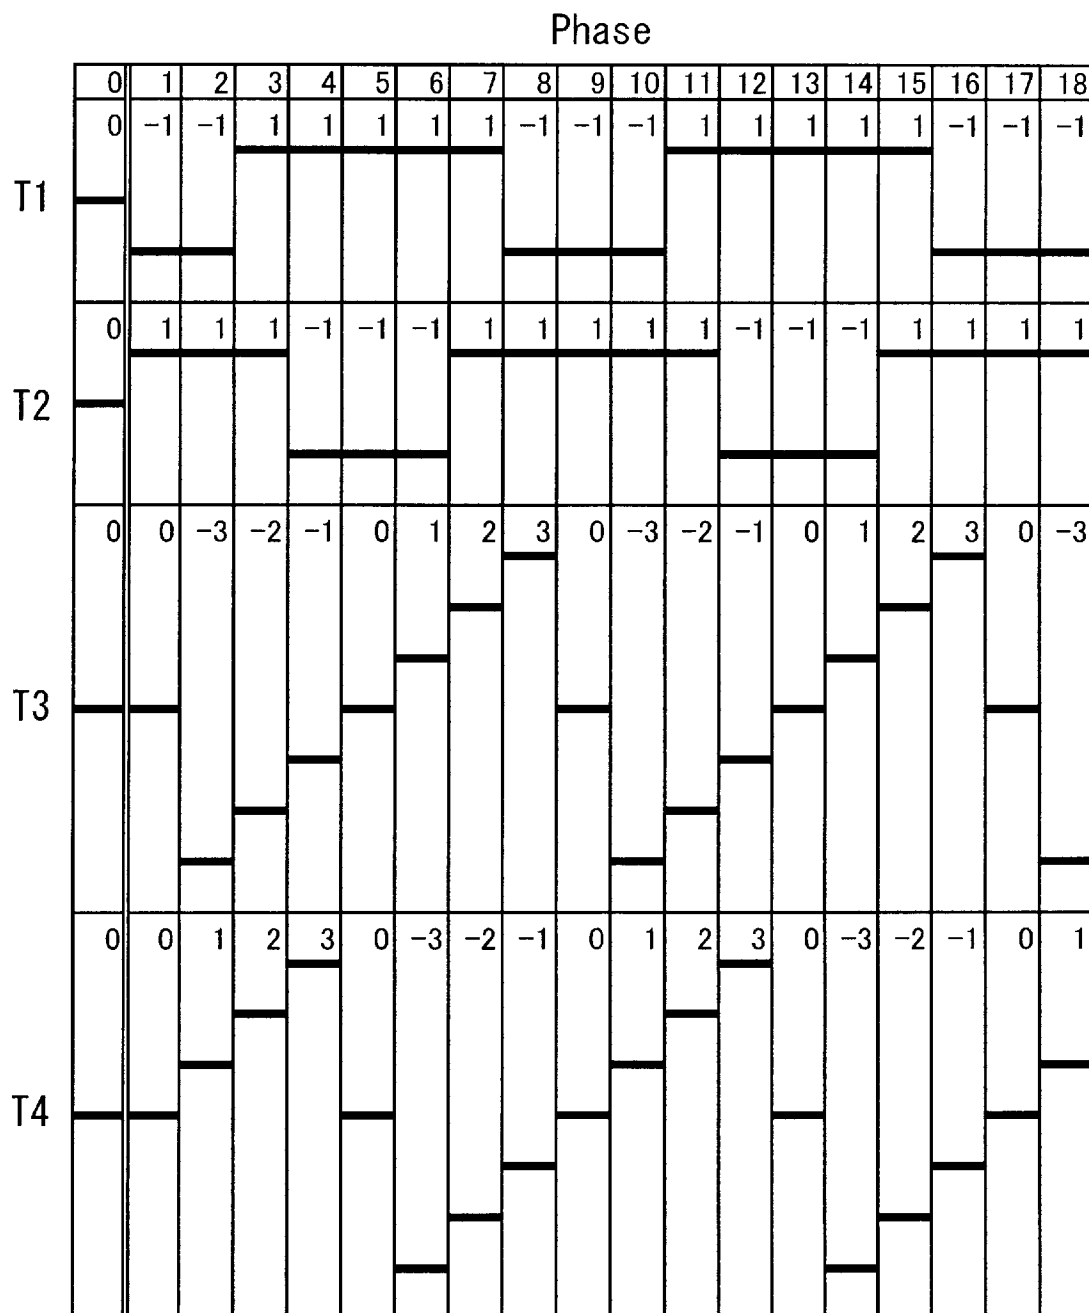 Phase
0 1 2 3 4 5 6 7 8 9 10 11 12 13 14 15 16 17 18
0 -1 -1 1 1 1 1 1 -1 -1 -1 1 1 1 1 1 -1 -1 -1
T1
0 1 1 1 -1 -1 -1 1 1 1 1 1 -1 -1 -1 1 1 1 1
T2
0 0 -3 -2 -1 0 1 2 3 0 -3 -2 -1 0 1 2 3 0 -3
T3
0 0 1 2 3 0 -3 -2 -1 0 1 2 3 0 -3 -2 -1 0 1
T4